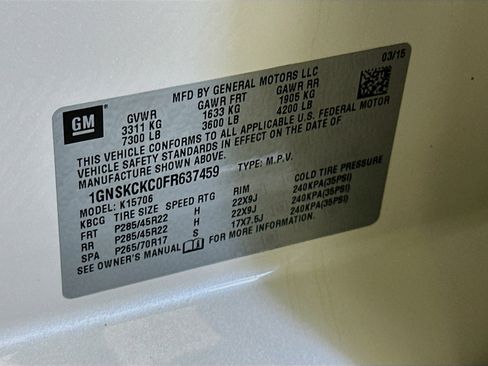 03/15
MFD BY GENERAL MOTORS LLC
GM
GVWR GAWR FRT GAWR RR
3311 KG 1633 KG 1905 KG
7300 LB 3600 LB 4200 LB
THIS VEHICLE CONFORMS TO ALL APPLICABLE U.S. FEDERAL MOTOR
VEHICLE SAFETY STANDARDS IN EFFECT ON THE DATE OF
MANUFACTURE SHOWN ABOVE.
1GNSKCKC0FR637459 TYPE: M.P.V.
MODEL: K15706
KBCG TIRE SIZE SPEED RTG RIM COLD TIRE PRESSURE
FRT P285/45R22 H 22X9J 240KPA(35PSI)
RR P285/45R22 H 22X9J 240KPA(35PSI)
SPA P265/70R17 S 17X7.5J 240KPA(35PSI)
SEE OWNER'S MANUAL FOR MORE INFORMATION.